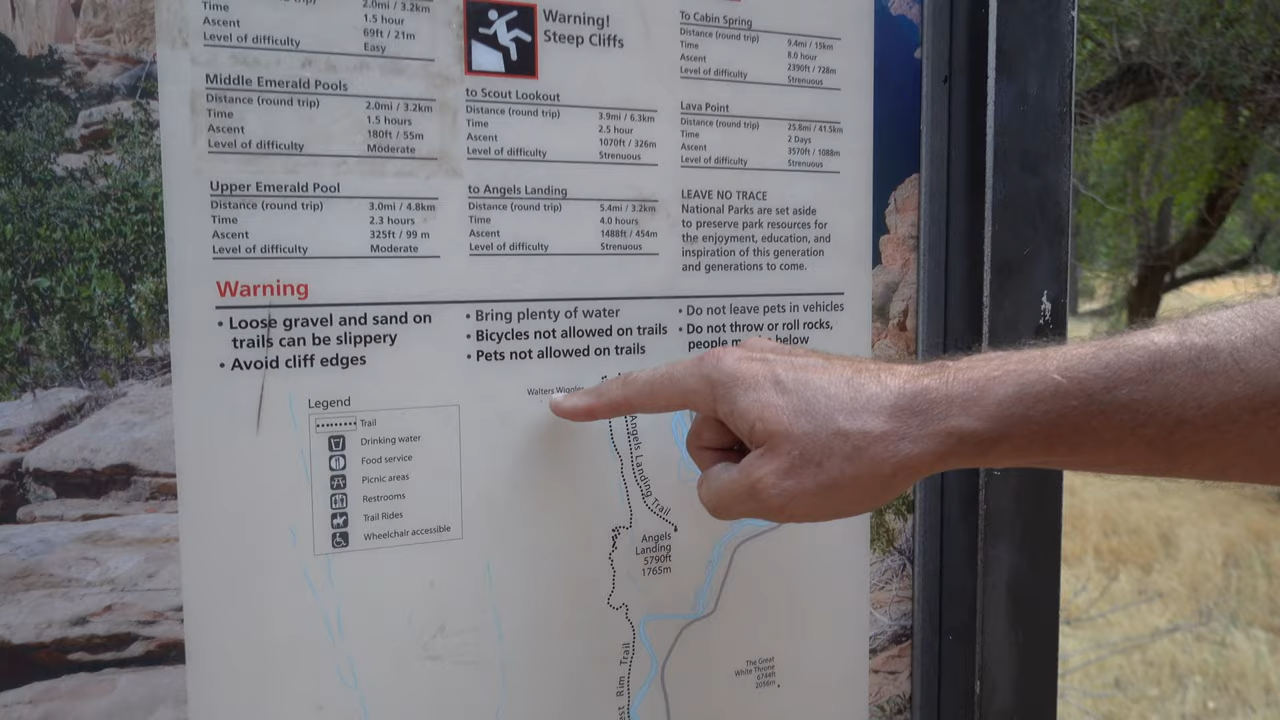 Time 2.0mi / 3.2km
Ascent 1.5 hour
Level of difficulty 69ft / 21m
Easy
Middle Emerald Pools
Distance (round trip) 2.0mi / 3.2km
Time 1.5 hours
Ascent 180ft / 55m
Level of difficulty Moderate
Upper Emerald Pool
Distance (round trip) 3.0mi / 4.8km
Time 2.3 hours
Ascent 325ft / 99 m
Level of difficulty Moderate
Warning!
Steep Cliffs
to Scout Lookout
Distance (round trip) 3.9mi / 6.3km
Time 2.5 hour
Ascent 1070ft / 326m
Level of difficulty Strenuous
to Angels Landing
Distance (round trip) 5.4mi / 3.2km
Time 4.0 hours
Ascent 1488ft / 454m
Level of difficulty Strenuous
To Cabin Spring
Distance (round trip) 9.4mi / 15km
Time 8.0 hour
Ascent 2390ft / 728m
Level of difficulty Strenuous
Lava Point
Distance (round trip) 25.8mi / 41.5km
Time 2 Days
Ascent 3570ft / 1088m
Level of difficulty Strenuous
LEAVE NO TRACE
National Parks are set aside
to preserve park resources for
the enjoyment, education, and
inspiration of this generation
and generations to come.
Warning
• Loose gravel and sand on
trails can be slippery
• Avoid cliff edges
• Bring plenty of water
• Bicycles not allowed on trails
• Pets not allowed on trails
• Do not leave pets in vehicles
• Do not throw or roll rocks,
people below
Legend
Trail
Drinking water
Food service
Picnic areas
Restrooms
Trail Rides
Wheelchair accessible
Walters
Angels Landing Trail
Angels
Landing
5790ft
1765m
Rim Trail
The Great
White Throne
6744ft
2056m